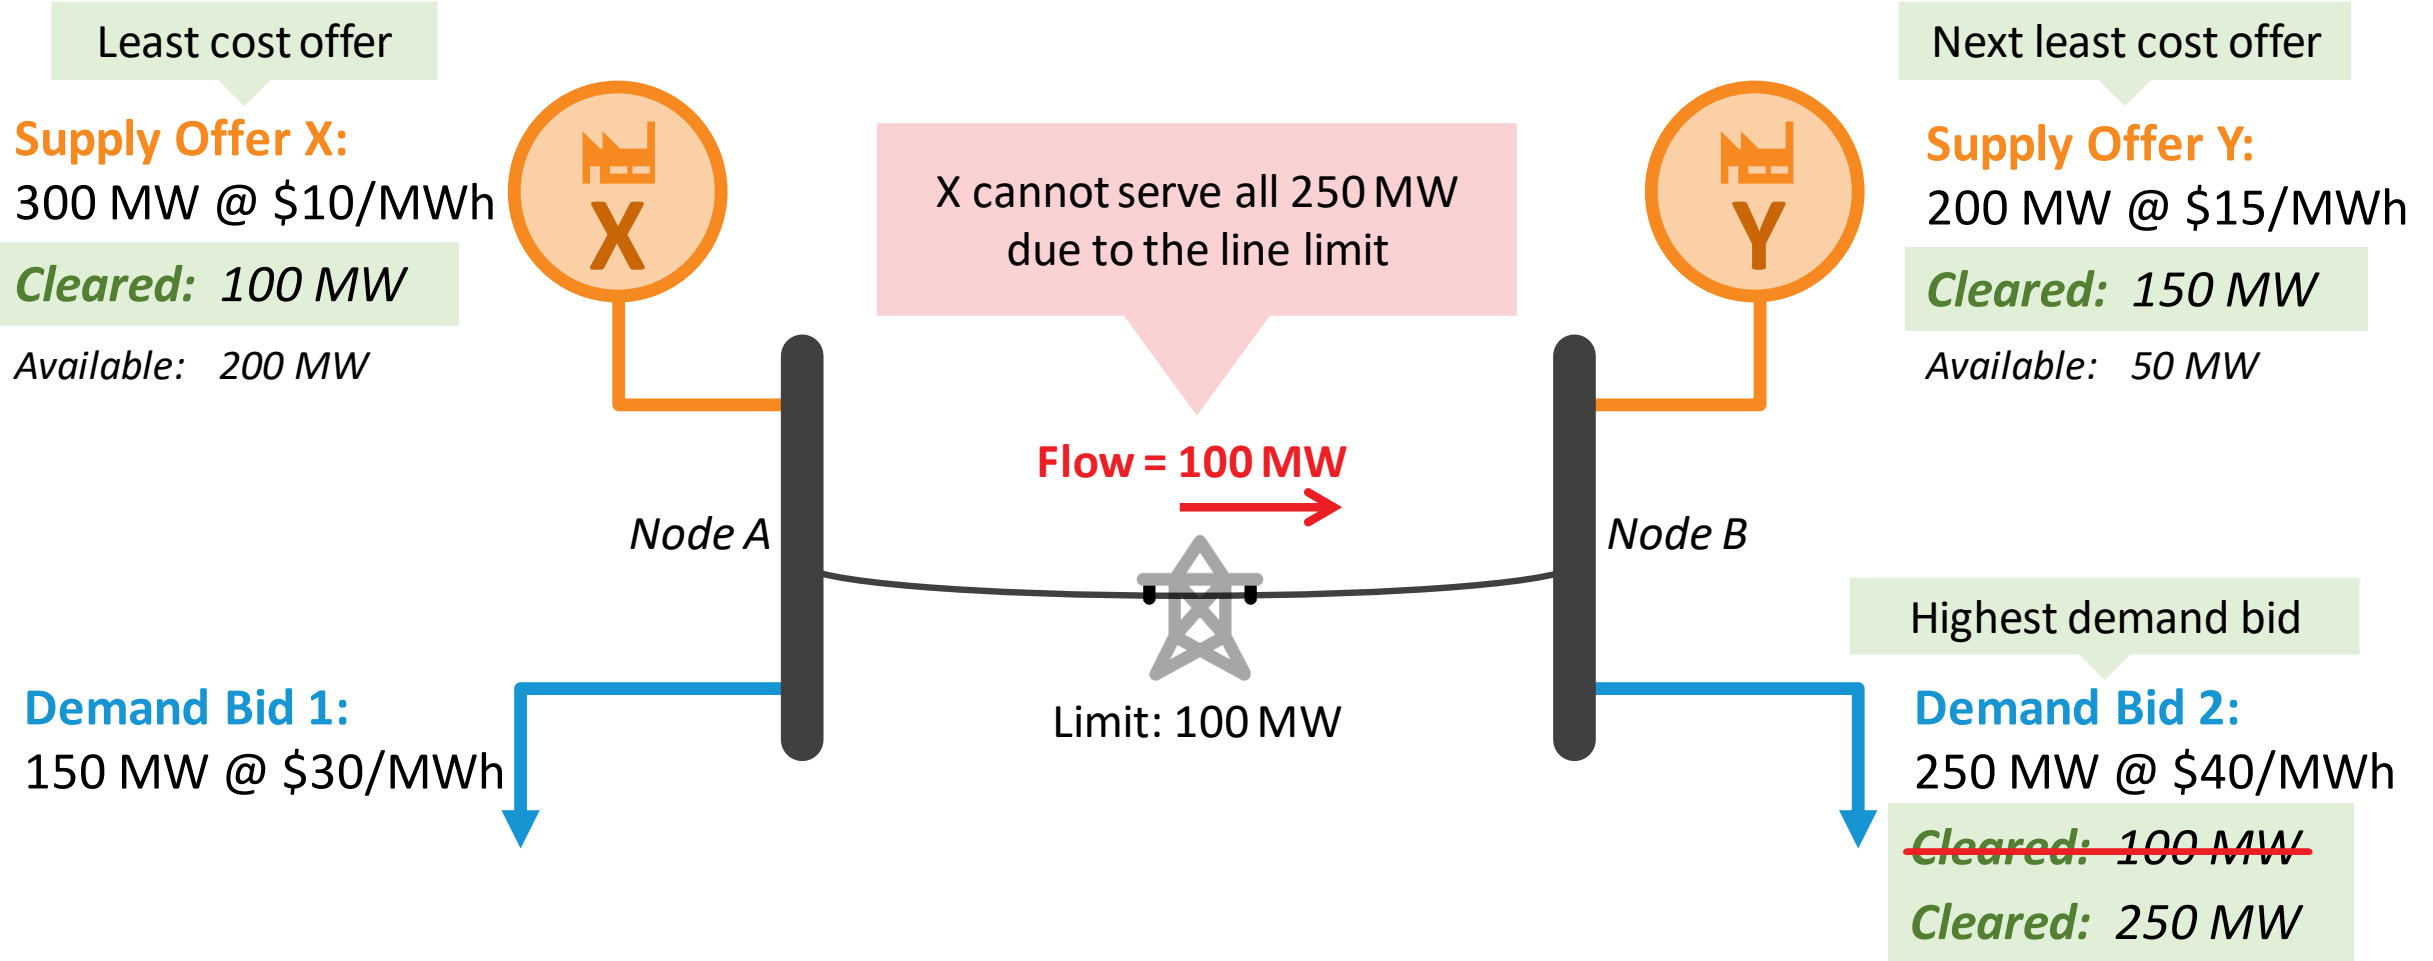 Least cost offer
Supply Offer X:
300 MW @ $10/MWh
Cleared: 100 MW
Available: 200 MW
X
X cannot serve all 250 MW
due to the line limit
Next least cost offer
Supply Offer Y:
200 MW @ $15/MWh
Cleared: 150 MW
Available: 50 MW
Y
Flow = 100 MW
Node A
Node B
Limit: 100 MW
Demand Bid 1:
150 MW @ $30/MWh
Highest demand bid
Demand Bid 2:
250 MW @ $40/MWh
Cleared: 100 MW
Cleared: 250 MW